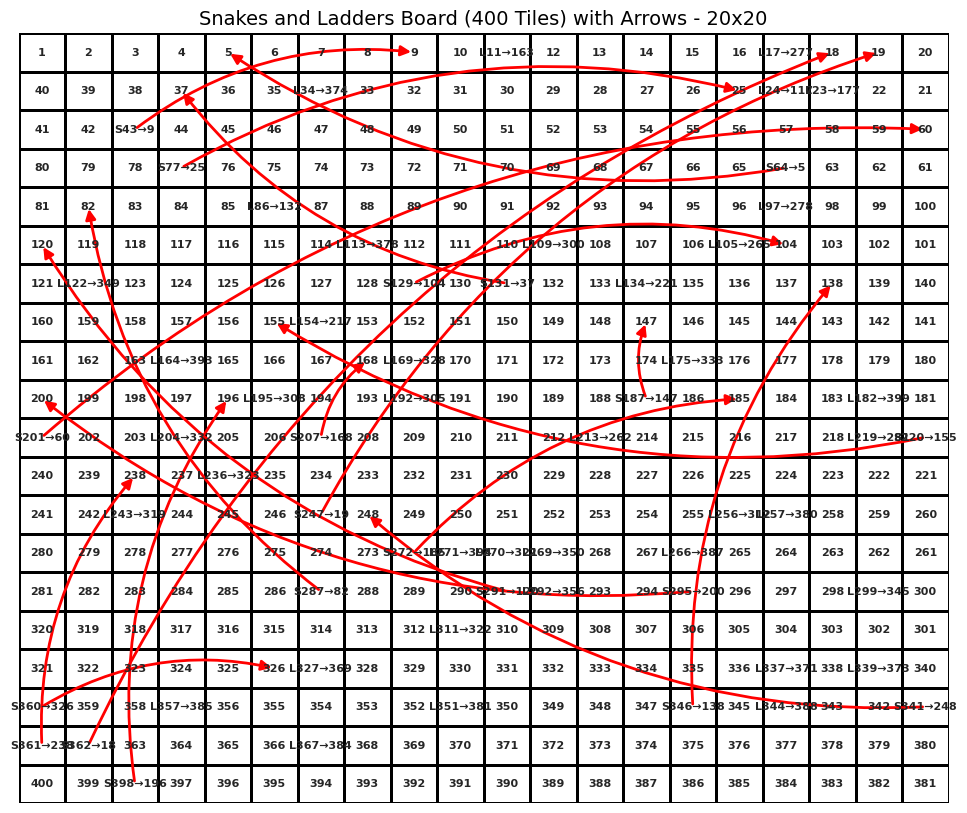 Snakes and Ladders Board (400 Tiles) with Arrows - 20x20
1 2 3 4 5 6 7 8 9 10 L11→163 12 13 14 15 16 L17→277 18 19 20
40 39 38 37 36 35 L34→374 33 32 31 30 29 28 27 26 25 L23→177 22 21
41 42 S43→9 44 45 46 47 48 49 50 51 52 53 54 55 56 57 58 59 60
80 79 78 S77→25 76 75 74 73 72 71 70 69 68 67 66 65 S64→5 63 62 61
81 82 83 84 85 L86→132 87 88 89 90 91 92 93 94 95 96 L97→278 98 99 100
120 119 118 117 116 115 114 L113→378 112 111 110 L109→300 108 107 106 L105→265 104 103 102 101
121 L122→349 123 124 125 126 127 128 S129→104 130 S131→37 132 133 L134→221 135 136 137 138 139 140
160 159 158 157 156 155 L154→217 153 152 151 150 149 148 147 146 145 144 143 142 141
161 162 163 L164→393 165 166 167 168 L169→328 170 171 172 173 174 L175→333 176 177 178 179 180
200 199 198 197 196 L195→308 194 193 L192→305 191 190 189 188 S187→147 186 185 184 183 L182→399 181
S201→60 202 203 L204→332 205 206 S207→168 208 209 210 211 212 L213→262 214 215 216 217 218 S220→155
240 239 238 237 L236→323 235 234 233 232 231 230 229 228 227 226 225 224 223 222 221
241 242 L243→319 244 245 246 S247→19 248 249 250 251 252 253 254 255 L257→380 258 259 260
280 279 278 277 276 275 274 273 S272→185 L269→350 268 267 L266→387 265 264 263 262 261
281 282 283 284 285 286 S287→82 288 289 290 S291→120 L292→356 293 294 S295→200 296 297 298 L299→345 300
320 319 318 317 316 315 314 313 312 L311→322 310 309 308 307 306 305 304 303 302 301
321 322 323 324 325 326 L327→369 328 329 330 331 332 333 334 335 336 L337→371 338 L339→373 340
S360→326 359 358 L357→385 356 355 354 353 352 L351→381 350 349 348 347 S346→138 345 L344→388 343 342 S341→248
S361→238 S362→18 363 364 365 366 L367→384 368 369 370 371 372 373 374 375 376 377 378 379 380
400 399 S398→196 397 396 395 394 393 392 391 390 389 388 387 386 385 384 383 382 381